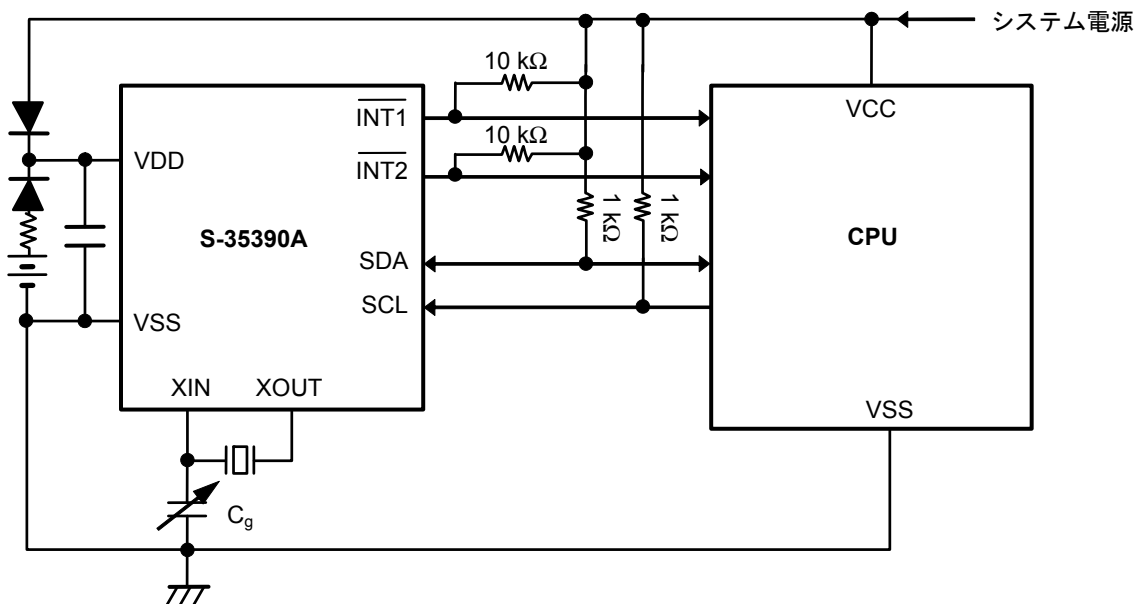 システム電源
10 kΩ
INT1
VCC
10 kΩ
VDD
INT2
1 kΩ
1 kΩ
S-35390A
CPU
SDA
SCL
VSS
XIN XOUT
VSS
Cg